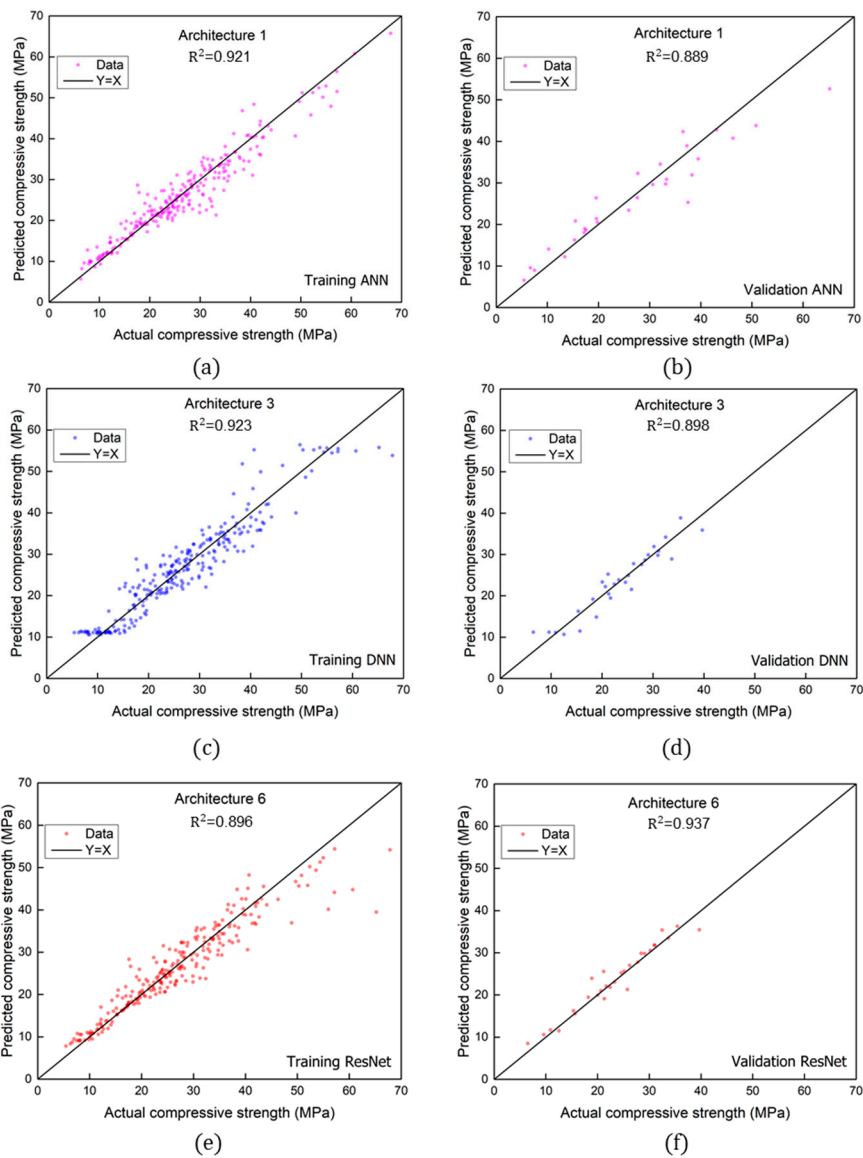 Architecture 1
R²=0.921
Data
Y=X
Training ANN
Predicted compressive strength (MPa)
70
60
50
40
30
20
10
0
0 10 20 30 40 50 60 70
Actual compressive strength (MPa)
(a)
Architecture 1
R²=0.889
Data
Y=X
Validation ANN
Predicted compressive strength (MPa)
70
60
50
40
30
20
10
0
0 10 20 30 40 50 60 70
Actual compressive strength (MPa)
(b)
Architecture 3
R²=0.923
Data
Y=X
Training DNN
Predicted compressive strength (MPa)
70
60
50
40
30
20
10
0
0 10 20 30 40 50 60 70
Actual compressive strength (MPa)
(c)
Architecture 3
R²=0.898
Data
Y=X
Validation DNN
Predicted compressive strength (MPa)
70
60
50
40
30
20
10
0
0 10 20 30 40 50 60 70
Actual compressive strength (MPa)
(d)
Architecture 6
R²=0.896
Data
Y=X
Training ResNet
Predicted compressive strength (MPa)
70
60
50
40
30
20
10
0
0 10 20 30 40 50 60 70
Actual compressive strength (MPa)
(e)
Architecture 6
R²=0.937
Data
Y=X
Validation ResNet
Predicted compressive strength (MPa)
70
60
50
40
30
20
10
0
0 10 20 30 40 50 60 70
Actual compressive strength (MPa)
(f)